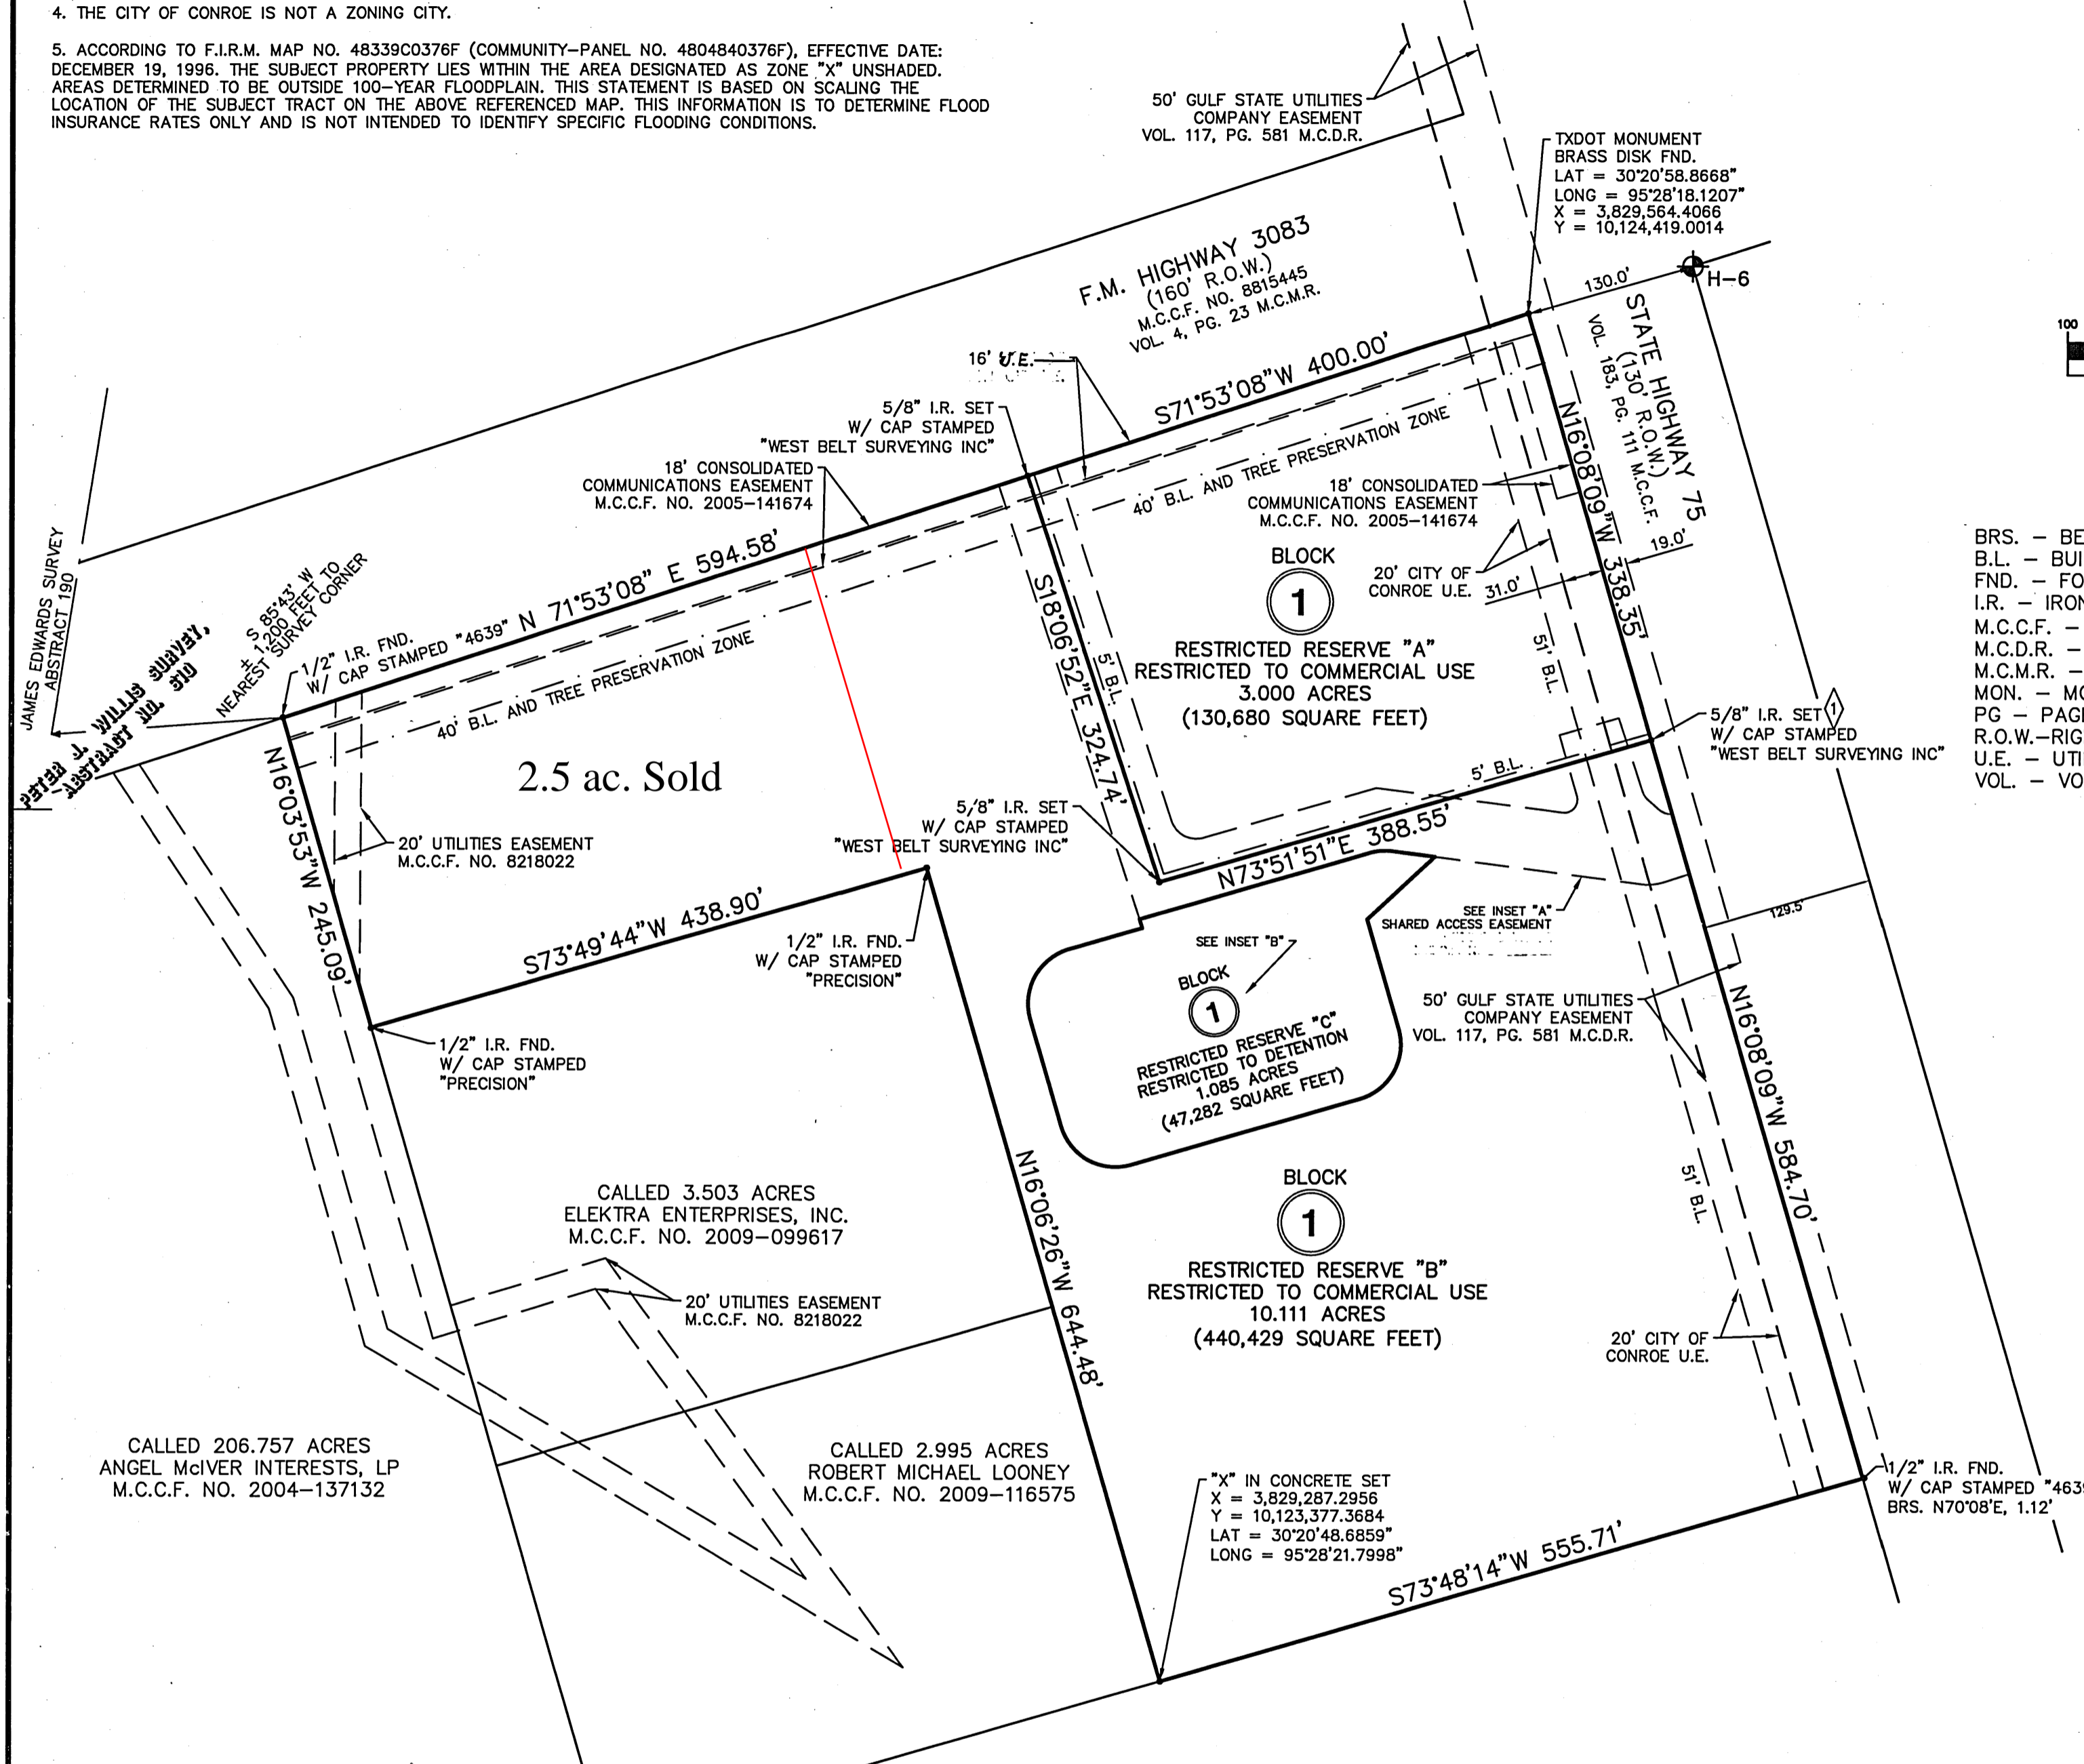 4. THE CITY OF CONROE IS NOT A ZONING CITY.
5. ACCORDING TO F.I.R.M. MAP NO. 48339C0376F (COMMUNITY-PANEL NO. 4804840376F), EFFECTIVE DATE:
DECEMBER 19, 1996. THE SUBJECT PROPERTY LIES WITHIN THE AREA DESIGNATED AS ZONE "X" UNSHADED.
AREAS DETERMINED TO BE OUTSIDE 100-YEAR FLOODPLAIN. THIS STATEMENT IS BASED ON SCALING THE
LOCATION OF THE SUBJECT TRACT ON THE ABOVE REFERENCED MAP. THIS INFORMATION IS TO DETERMINE FLOOD
INSURANCE RATES ONLY AND IS NOT INTENDED TO IDENTIFY SPECIFIC FLOODING CONDITIONS.
50' GULF STATE UTILITIES
COMPANY EASEMENT
VOL. 117, PG. 581 M.C.D.R.
TXDOT MONUMENT
BRASS DISK FND.
LAT = 30°20'58.8668"
LONG = 95°28'18.1207"
X = 3,829,564.4066
Y = 10,124,419.0014
F.M. HIGHWAY 3083
(160' R.O.W.)
M.C.C.F. NO. 8815445
VOL. 4, PG. 23 M.C.M.R.
130.0'
H-6
STATE HIGHWAY 75
(130' R.O.W.)
VOL. 183, PG. 111 M.C.C.F.
100
16' U.E.
S71°53'08"W 400.00'
5/8" I.R. SET
W/ CAP STAMPED
"WEST BELT SURVEYING INC"
18' CONSOLIDATED
COMMUNICATIONS EASEMENT
M.C.C.F. NO. 2005-141674
40' B.L. AND TREE PRESERVATION ZONE
18' CONSOLIDATED
COMMUNICATIONS EASEMENT
M.C.C.F. NO. 2005-141674
N16°08'09"W 338.35'
19.0'
31.0'
20' CITY OF
CONROE U.E.
51' B.L.
BLOCK
1
RESTRICTED RESERVE "A"
RESTRICTED TO COMMERCIAL USE
3.000 ACRES
(130,680 SQUARE FEET)
S18°06'52"E 324.74'
5' B.L.
5' B.L.
JAMES EDWARDS SURVEY
ABSTRACT 190
PETER J. WILLIS SURVEY,
ABSTRACT NO. 510
S 85°43' W
± 1,200 FEET TO
NEAREST SURVEY CORNER
1/2" I.R. FND.
W/ CAP STAMPED "4639"
N 71°53'08" E 594.58'
40' B.L. AND TREE PRESERVATION ZONE
2.5 ac. Sold
N16°03'53"W 245.09'
20' UTILITIES EASEMENT
M.C.C.F. NO. 8218022
5/8" I.R. SET
W/ CAP STAMPED
"WEST BELT SURVEYING INC"
5/8" I.R. SET
1
W/ CAP STAMPED
"WEST BELT SURVEYING INC"
BRS. - BE
B.L. - BUI
FND. - FO
I.R. - IRON
M.C.C.F. -
M.C.D.R. -
M.C.M.R. -
MON. - MO
PG - PAG
R.O.W.-RIG
U.E. - UTI
VOL. - VO
N73°51'51"E 388.55'
S73°49'44"W 438.90'
1/2" I.R. FND.
W/ CAP STAMPED
"PRECISION"
1/2" I.R. FND.
W/ CAP STAMPED
"PRECISION"
SEE INSET "A"
SHARED ACCESS EASEMENT
129.5'
SEE INSET "B"
BLOCK
1
RESTRICTED RESERVE "C"
RESTRICTED TO DETENTION
1.085 ACRES
(47,282 SQUARE FEET)
50' GULF STATE UTILITIES
COMPANY EASEMENT
VOL. 117, PG. 581 M.C.D.R.
N16°08'09"W 584.70'
51' B.L.
CALLED 3.503 ACRES
ELEKTRA ENTERPRISES, INC.
M.C.C.F. NO. 2009-099617
20' UTILITIES EASEMENT
M.C.C.F. NO. 8218022
N16°06'26"W 644.48'
BLOCK
1
RESTRICTED RESERVE "B"
RESTRICTED TO COMMERCIAL USE
10.111 ACRES
(440,429 SQUARE FEET)
20' CITY OF
CONROE U.E.
CALLED 206.757 ACRES
ANGEL McIVER INTERESTS, LP
M.C.C.F. NO. 2004-137132
CALLED 2.995 ACRES
ROBERT MICHAEL LOONEY
M.C.C.F. NO. 2009-116575
"X" IN CONCRETE SET
X = 3,829,287.2956
Y = 10,123,377.3684
LAT = 30°20'48.6859"
LONG = 95°28'21.7998"
1/2" I.R. FND.
W/ CAP STAMPED "463
BRS. N70°08'E, 1.12'
S73°48'14"W 555.71'